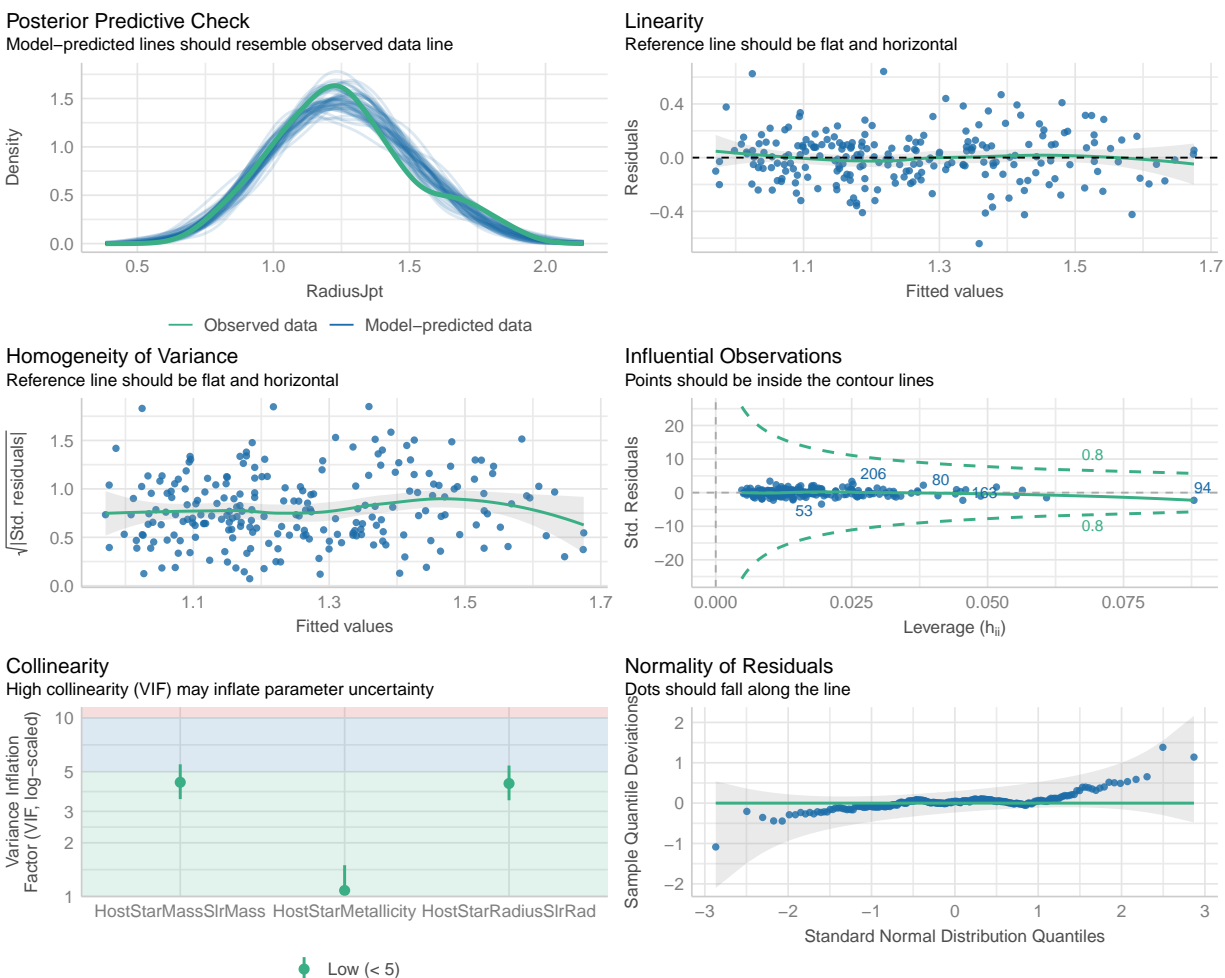 Posterior Predictive Check
Model−predicted lines should resemble observed data line
Density
1.5
1.0
0.5
0.0
0.5
1.0
1.5
2.0
RadiusJpt
Observed data
Model−predicted data
Linearity
Reference line should be flat and horizontal
Residuals
0.4
0.0
−0.4
1.1
1.3
1.5
1.7
Fitted values
Homogeneity of Variance
Reference line should be flat and horizontal
√|Std. residuals|
1.5
1.0
0.5
0.0
1.1
1.3
1.5
1.7
Fitted values
Influential Observations
Points should be inside the contour lines
Std. Residuals
20
10
0
−10
−20
0.8
0.8
206
80
163
94
53
0.000
0.025
0.050
0.075
Leverage (hii)
Collinearity
High collinearity (VIF) may inflate parameter uncertainty
Variance Inflation
Factor (VIF, log−scaled)
10
5
3
2
1
HostStarMassSlrMass
HostStarMetallicity
HostStarRadiusSlrRad
Low (< 5)
Normality of Residuals
Dots should fall along the line
Sample Quantile Deviations
2
1
0
−1
−2
−3
−2
−1
0
1
2
3
Standard Normal Distribution Quantiles